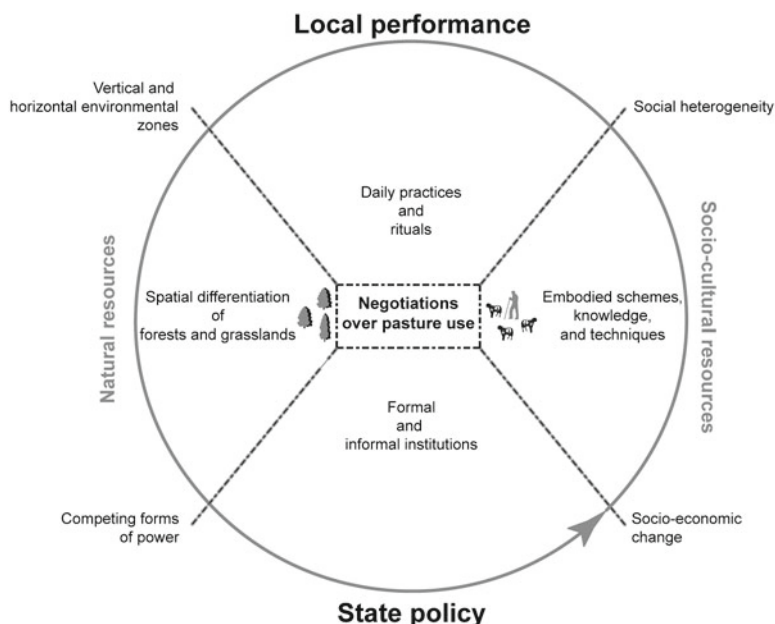 Local performance
Vertical and
horizontal environmental
zones
Social heterogeneity
Daily practices
and
rituals
Natural resources
Spatial differentiation
of
forests and grasslands
Negotiations
over pasture use
Embodied schemes,
knowledge,
and techniques
Socio-cultural resources
Formal
and
informal institutions
Competing forms
of power
Socio-economic
change
State policy